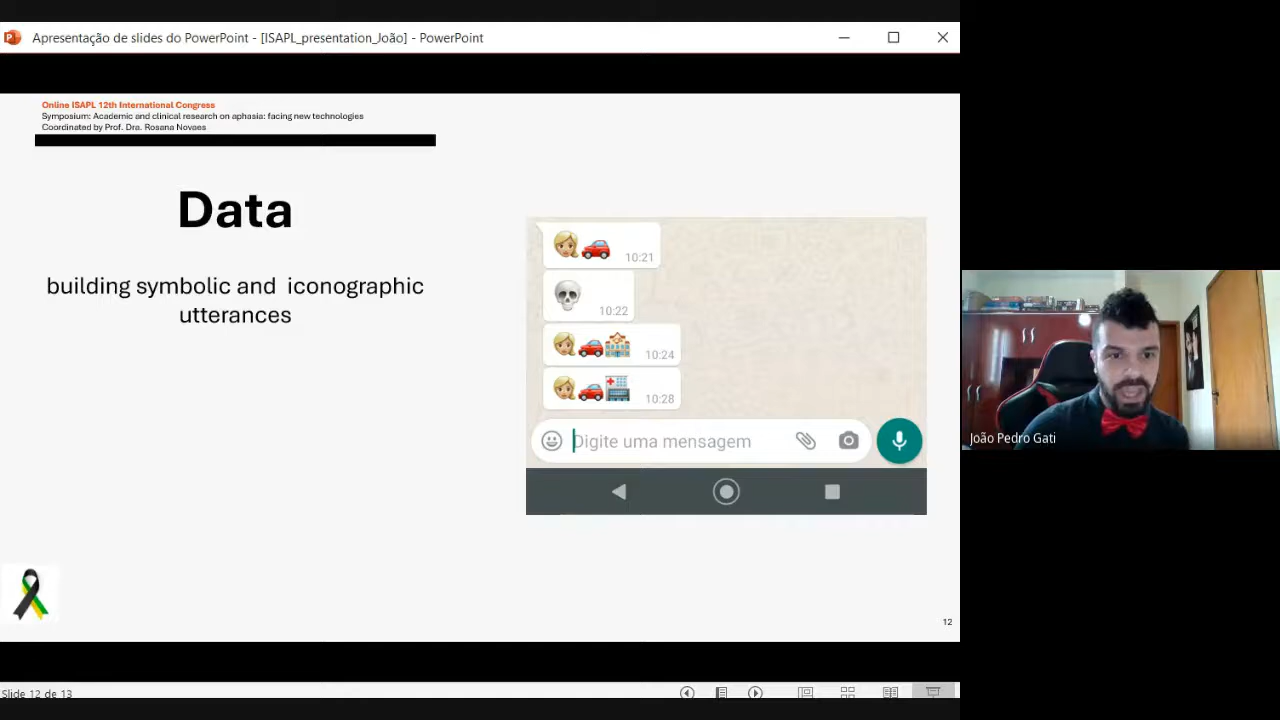 Apresentação de slides do PowerPoint - [ISAPL_presentation_João] - PowerPoint
Online ISAPL 12th International Congress
Symposium: Academic and clinical research on aphasia: facing new technologies
Coordinated by Prof. Dra. Rosana Novaes
Data
building symbolic and iconographic
utterances
10:21
10:22
10:24
10:28
Digite uma mensagem
João Pedro Gati
12
Slide 12 de 13